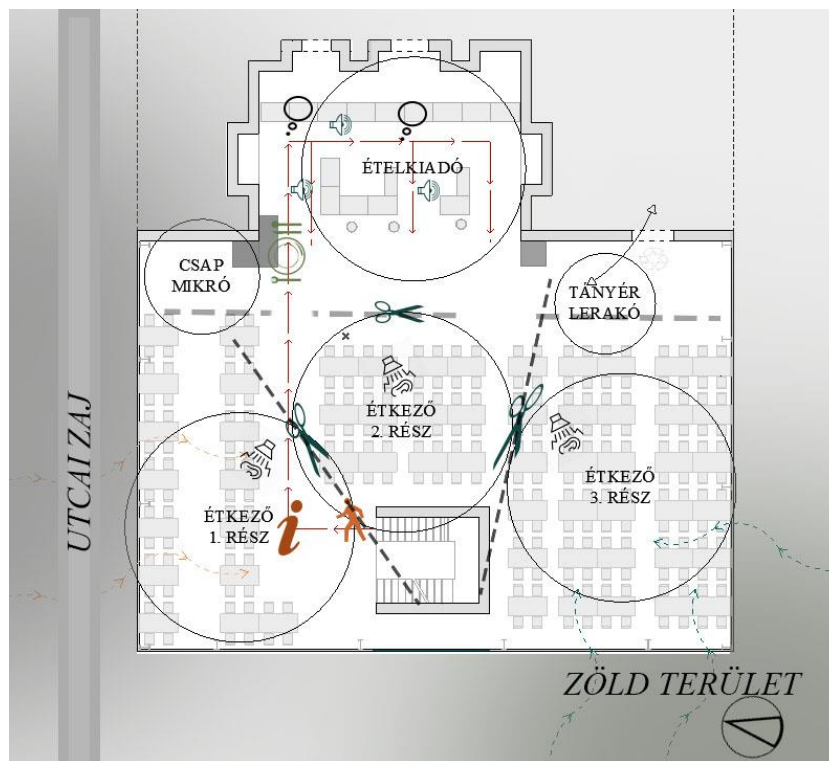 UTCAI ZAJ
ÉTELKIADÓ
CSAP
MIKRÓ
TÁNYÉR
LERAKÓ
ÉTKEZŐ
2. RÉSZ
ÉTKEZŐ
3. RÉSZ
ÉTKEZŐ
1. RÉSZ
i
ZÖLD TERÜLET